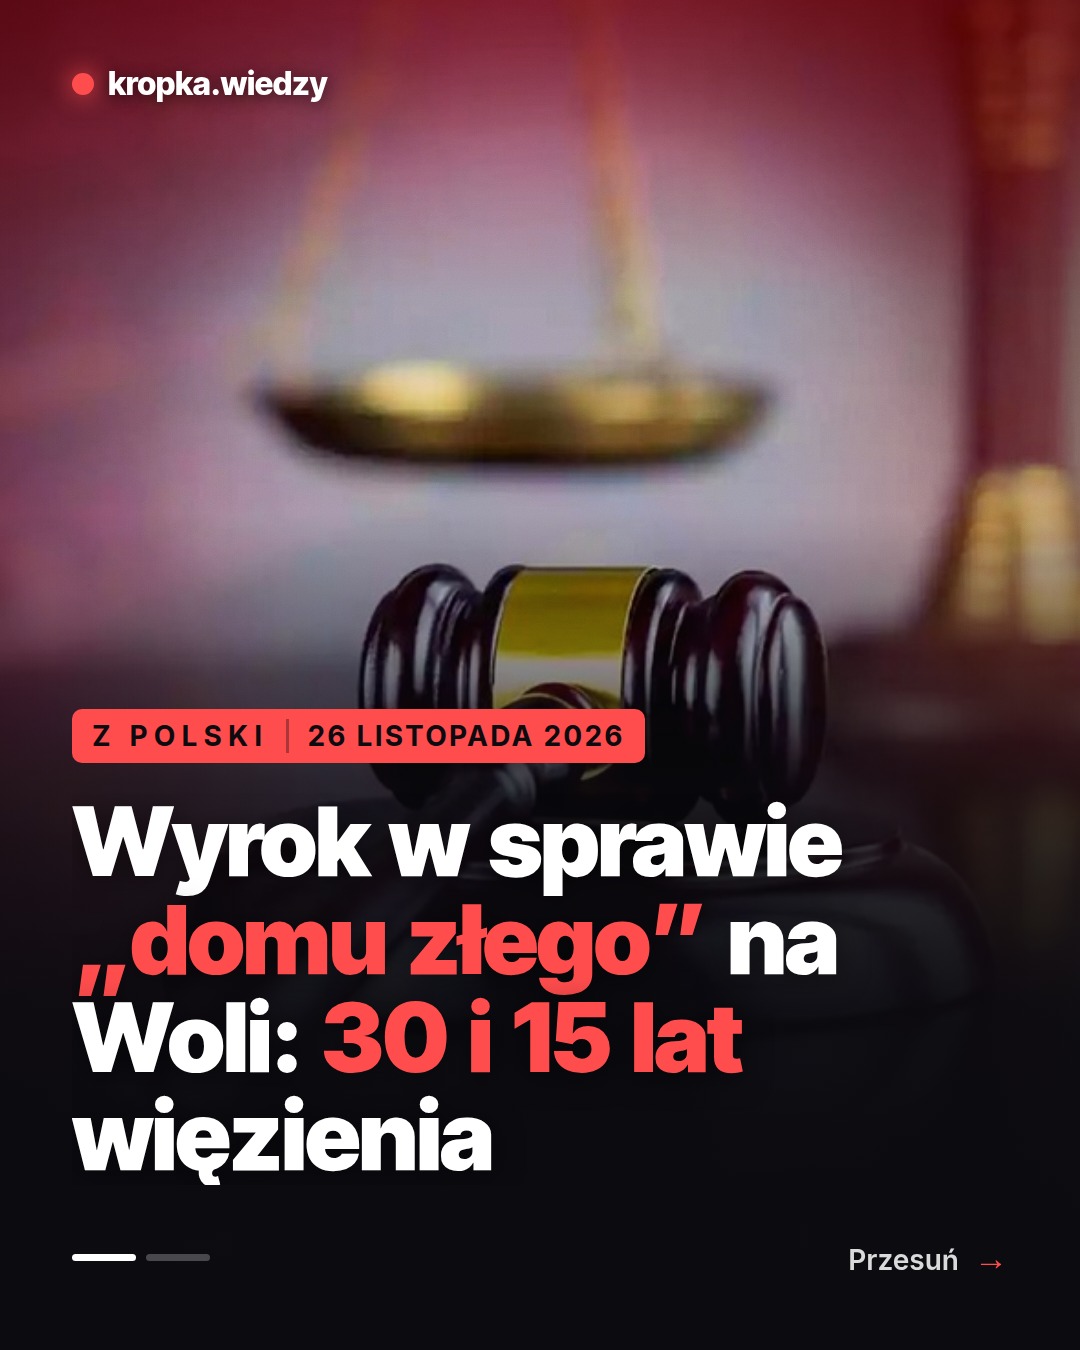 kropka.wiedzy
Z POLSKI | 26 LISTOPADA 2026
Wyrok w sprawie
„domu złego” na
Woli: 30 i 15 lat
więzienia
Przesuń →